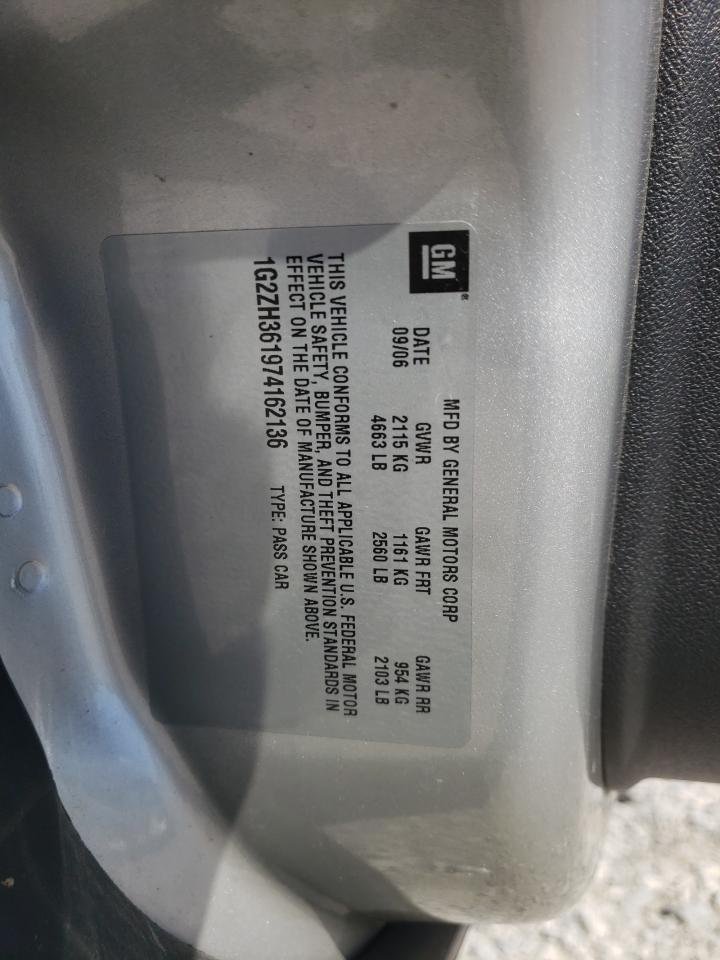 GM®
MFD BY GENERAL MOTORS CORP
DATE GVWR GAWR FRT GAWR RR
09/06 2115 KG 1161 KG 954 KG
4663 LB 2560 LB 2103 LB
THIS VEHICLE CONFORMS TO ALL APPLICABLE U.S. FEDERAL MOTOR
VEHICLE SAFETY, BUMPER, AND THEFT PREVENTION STANDARDS IN
EFFECT ON THE DATE OF MANUFACTURE SHOWN ABOVE.
1G2ZH361974162136 TYPE: PASS CAR